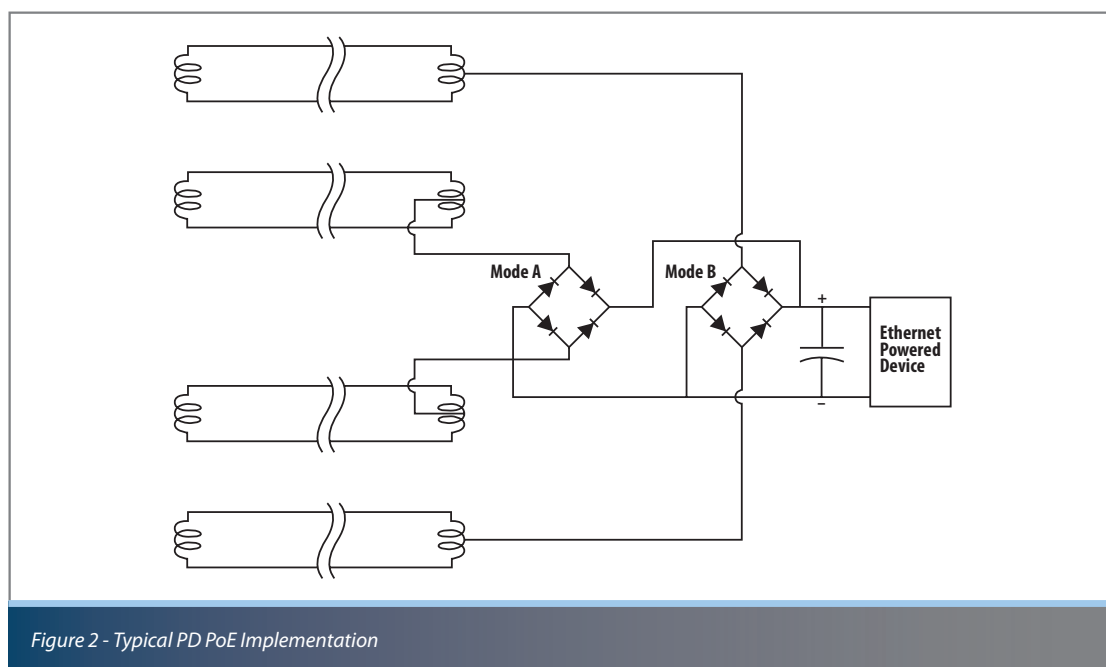 Mode A
Mode B
+
Ethernet
Powered
Device
–
Figure 2 - Typical PD PoE Implementation